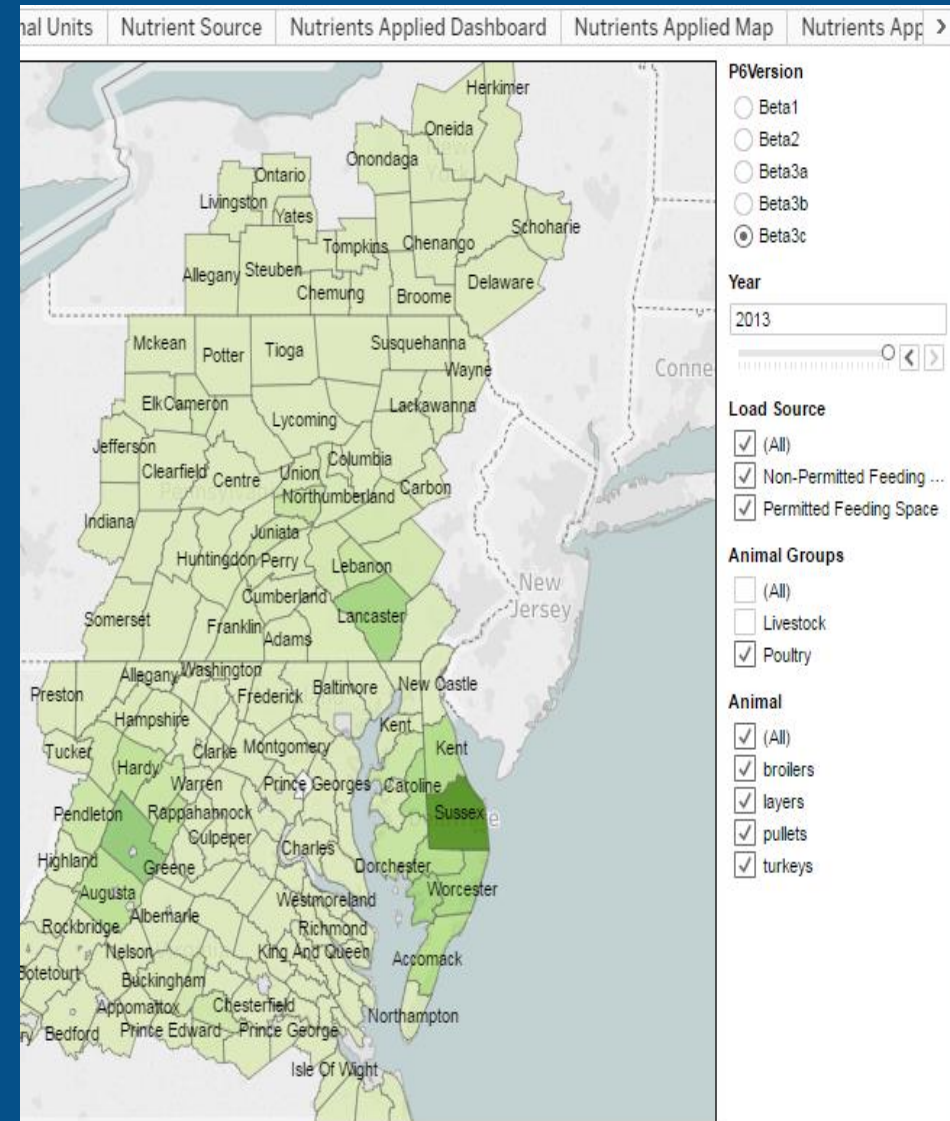 nal Units
Nutrient Source
Nutrients Applied Dashboard
Nutrients Applied Map
Nutrients App
Herkimer
Oneida
Onondaga
Ontario
Livingston
Yates
Schoharie
Tompkins
Chenango
Allegany
Steuben
Delaware
Chemung
Broome
Mckean
Potter
Tioga
Susquehanna
Wayne
Conne
Elk
Cameron
Lycoming
Lackawanna
Jefferson
Clearfield
Centre
Union
Columbia
Northumberland
Carbon
Indiana
Juniata
Huntingdon
Perry
Lebanon
New
Jersey
Cumberland
Lancaster
Somerset
Franklin
Adams
Allegany
Washington
Preston
Frederick
Baltimore
New Castle
Hampshire
Kent
Tucker
Clarke
Montgomery
Kent
Hardy
Warren
Prince Georges
Caroline
Pendleton
Rappahannock
Sussex
Culpeper
Highland
Greene
Charles
Dorchester
Augusta
Westmoreland
Worcester
Rockbridge
Albemarle
Richmond
Nelson
King And Queen
Accomack
Botetourt
Buckingham
Appomattox
Chesterfield
Northampton
Bedford
Prince Edward
Prince George
Isle Of Wight
P6Version
Beta1
Beta2
Beta3a
Beta3b
Beta3c
Year
2013
Load Source
(All)
Non-Permitted Feeding ...
Permitted Feeding Space
Animal Groups
(All)
Livestock
Poultry
Animal
(All)
broilers
layers
pullets
turkeys